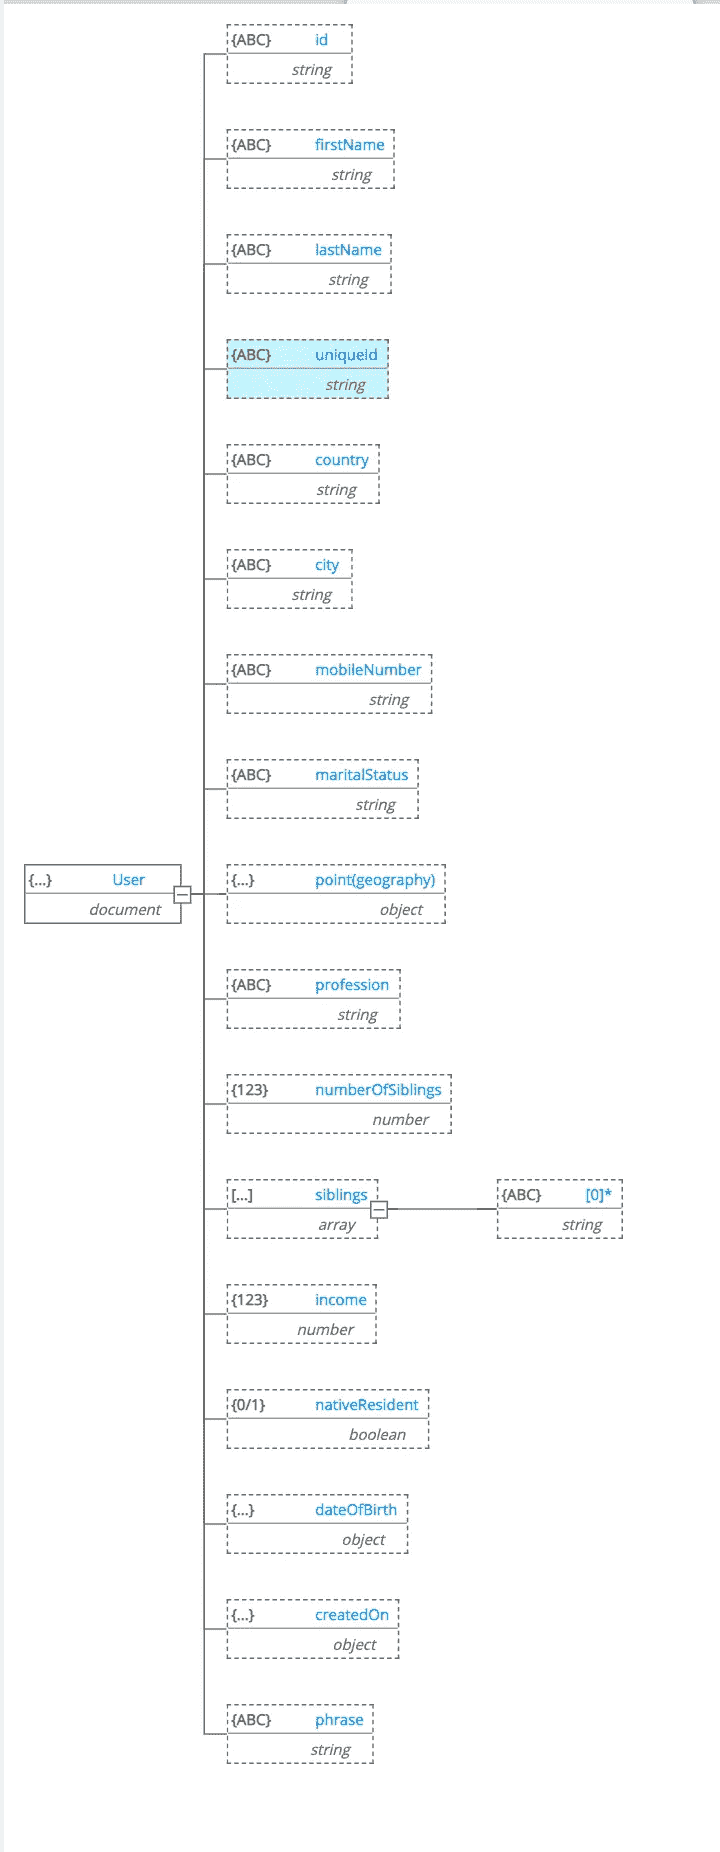 {ABC} id
string
{ABC} firstName
string
{ABC} lastName
string
{ABC} uniqueId
string
{ABC} country
string
{ABC} city
string
{ABC} mobileNumber
string
{ABC} maritalStatus
string
{...} User
document
{...} point(geography)
object
{ABC} profession
string
{123} numberOfSiblings
number
[...] siblings
array
{ABC} [0]*
string
{123} income
number
{0/1} nativeResident
boolean
{...} dateOfBirth
object
{...} createdOn
object
{ABC} phrase
string